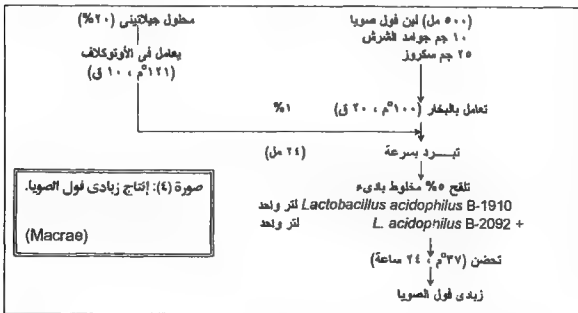 (٥٠٠ مل) لبن فول صويا
١٠ جم جوامد الشرش
٢٥ جم سكروز
محلول جيلاتيني (٢٠%)
يعامل في الأوتوكلاف
(١٢١°م ، ١٠ ق)
تعامل بالبخار (١٠٠°م ، ٢٠ ق)
١%
تبـــرد بسرعة
(٢٤ مل)
تلقح ٥% مخلوط بادىء
Lactobacillus acidophilus B-1910 لتر واحد
+ L. acidophilus B-2092 لتر واحد
تحضن (٣٧°م ، ٢٤ ساعة)
زبادى فول الصويا
صورة (٤): إنتاج زبادى فول الصويا.
(Macrae)